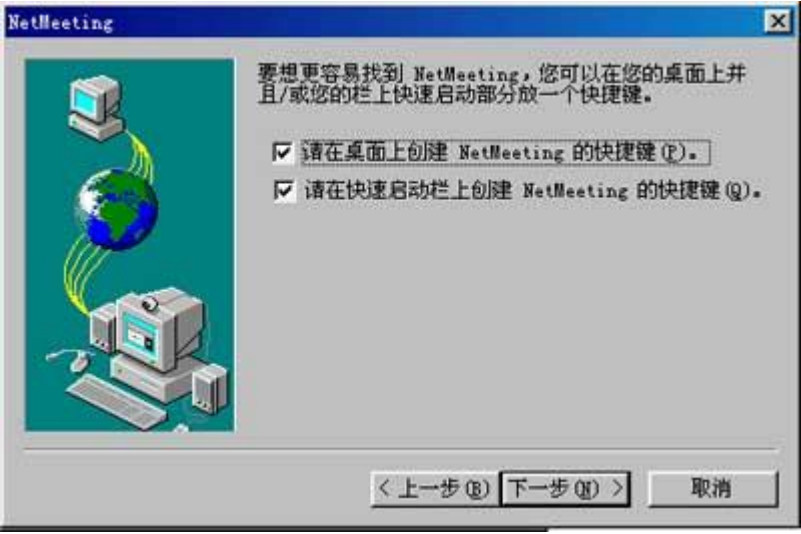 NetMeeting
要想更容易找到 NetMeeting,您可以在您的桌面上并
且/或您的栏上快速启动部分放一个快捷键。
请在桌面上创建 NetMeeting 的快捷键(P)。
请在快速启动栏上创建 NetMeeting 的快捷键(Q)。
< 上一步(B) 下一步(N) > 取消